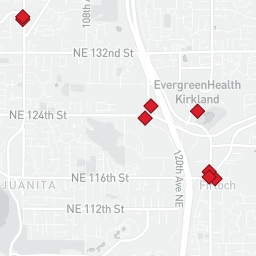 108th A
NE 132nd St
EvergreenHealth
Kirkland
NE 124th St
120th Ave NE
NE 116th St
JUANITA
NE 112th St